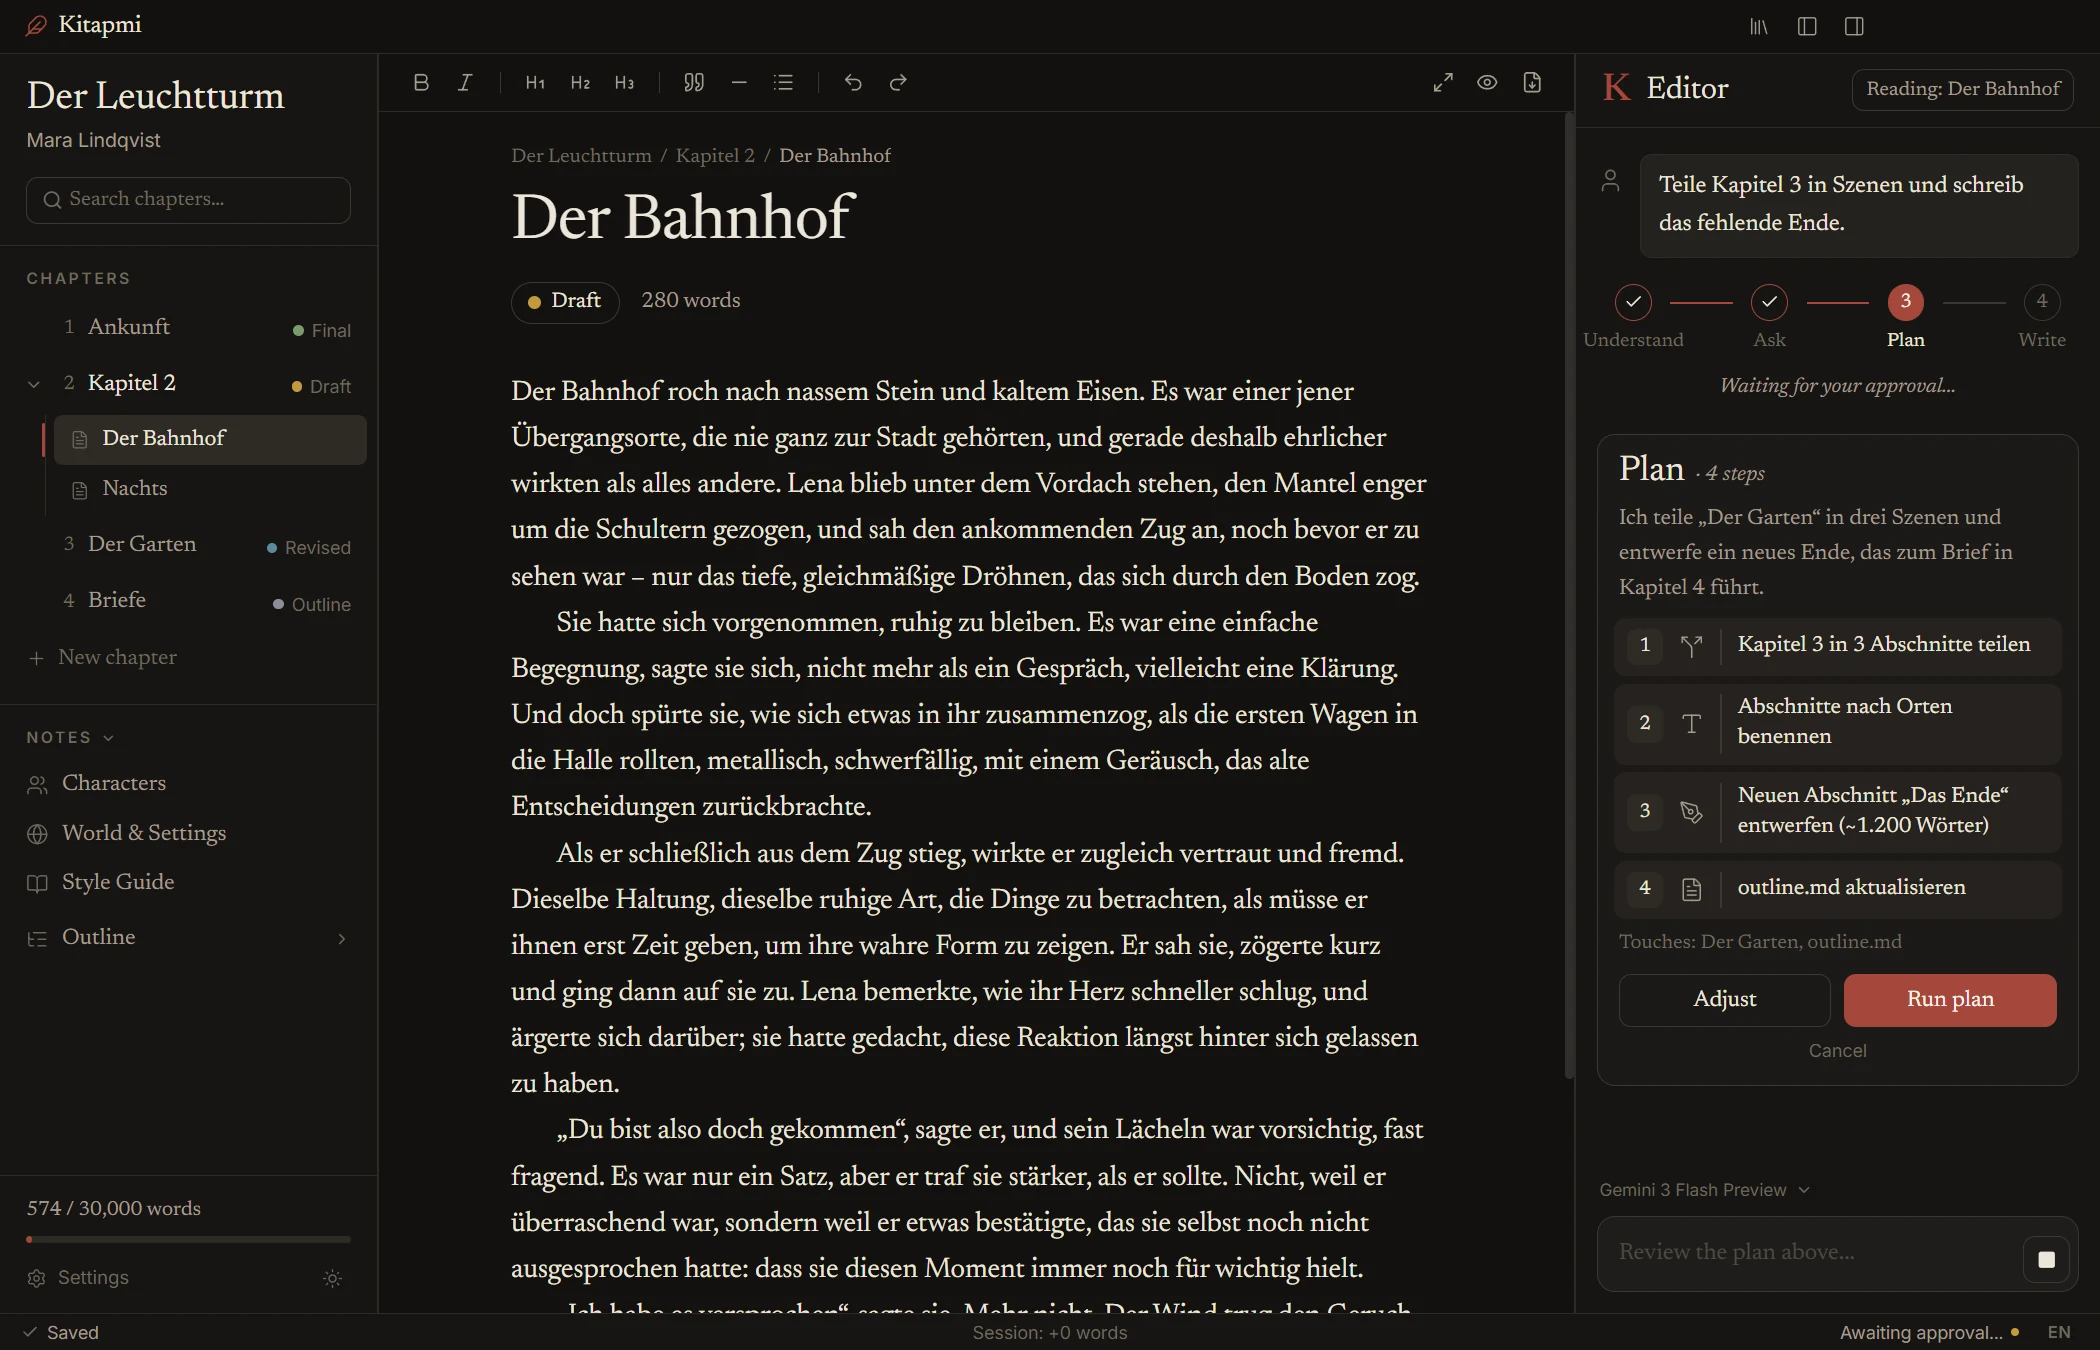 Kitapmi
Der Leuchtturm
Mara Lindqvist
Search chapters...
CHAPTERS
1 Ankunft Final
2 Kapitel 2 Draft
Der Bahnhof
Nachts
3 Der Garten Revised
4 Briefe Outline
+ New chapter
NOTES
Characters
World & Settings
Style Guide
Outline
574 / 30,000 words
Settings
B I H1 H2 H3
Der Leuchtturm / Kapitel 2 / Der Bahnhof
Der Bahnhof
Draft 280 words
Der Bahnhof roch nach nassem Stein und kaltem Eisen. Es war einer jener
Übergangsorte, die nie ganz zur Stadt gehörten, und gerade deshalb ehrlicher
wirkten als alles andere. Lena blieb unter dem Vordach stehen, den Mantel enger
um die Schultern gezogen, und sah den ankommenden Zug an, noch bevor er zu
sehen war – nur das tiefe, gleichmäßige Dröhnen, das sich durch den Boden zog.
Sie hatte sich vorgenommen, ruhig zu bleiben. Es war eine einfache
Begegnung, sagte sie sich, nicht mehr als ein Gespräch, vielleicht eine Klärung.
Und doch spürte sie, wie sich etwas in ihr zusammenzog, als die ersten Wagen in
die Halle rollten, metallisch, schwerfällig, mit einem Geräusch, das alte
Entscheidungen zurückbrachte.
Als er schließlich aus dem Zug stieg, wirkte er zugleich vertraut und fremd.
Dieselbe Haltung, dieselbe ruhige Art, die Dinge zu betrachten, als müsse er
ihnen erst Zeit geben, um ihre wahre Form zu zeigen. Er sah sie, zögerte kurz
und ging dann auf sie zu. Lena bemerkte, wie ihr Herz schneller schlug, und
ärgerte sich darüber; sie hatte gedacht, diese Reaktion längst hinter sich gelassen
zu haben.
„Du bist also doch gekommen“, sagte er, und sein Lächeln war vorsichtig, fast
fragend. Es war nur ein Satz, aber er traf sie stärker, als er sollte. Nicht, weil er
überraschend war, sondern weil er etwas bestätigte, das sie selbst noch nicht
ausgesprochen hatte: dass sie diesen Moment immer noch für wichtig hielt.
„Ich habe es versprochen“, sagte sie. Mehr nicht. Der Wind trug den Geruch
K Editor
Reading: Der Bahnhof
Teile Kapitel 3 in Szenen und schreib
das fehlende Ende.
3 4
Understand Ask Plan Write
Waiting for your approval...
Plan · 4 steps
Ich teile „Der Garten“ in drei Szenen und
entwerfe ein neues Ende, das zum Brief in
Kapitel 4 führt.
1 Kapitel 3 in 3 Abschnitte teilen
2 Abschnitte nach Orten
benennen
3 Neuen Abschnitt „Das Ende“
entwerfen (~1.200 Wörter)
4 outline.md aktualisieren
Touches: Der Garten, outline.md
Adjust Run plan
Cancel
Gemini 3 Flash Preview
Review the plan above...
Saved
Session: +0 words
Awaiting approval... EN